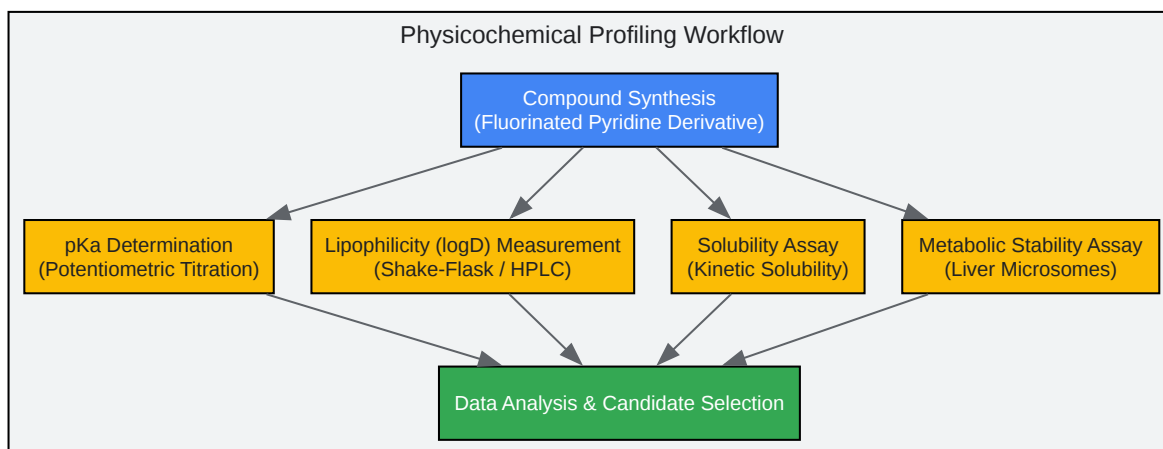 Physicochemical Profiling Workflow
Compound Synthesis
(Fluorinated Pyridine Derivative)
pKa Determination
(Potentiometric Titration)
Lipophilicity (logD) Measurement
(Shake-Flask / HPLC)
Solubility Assay
(Kinetic Solubility)
Metabolic Stability Assay
(Liver Microsomes)
Data Analysis & Candidate Selection